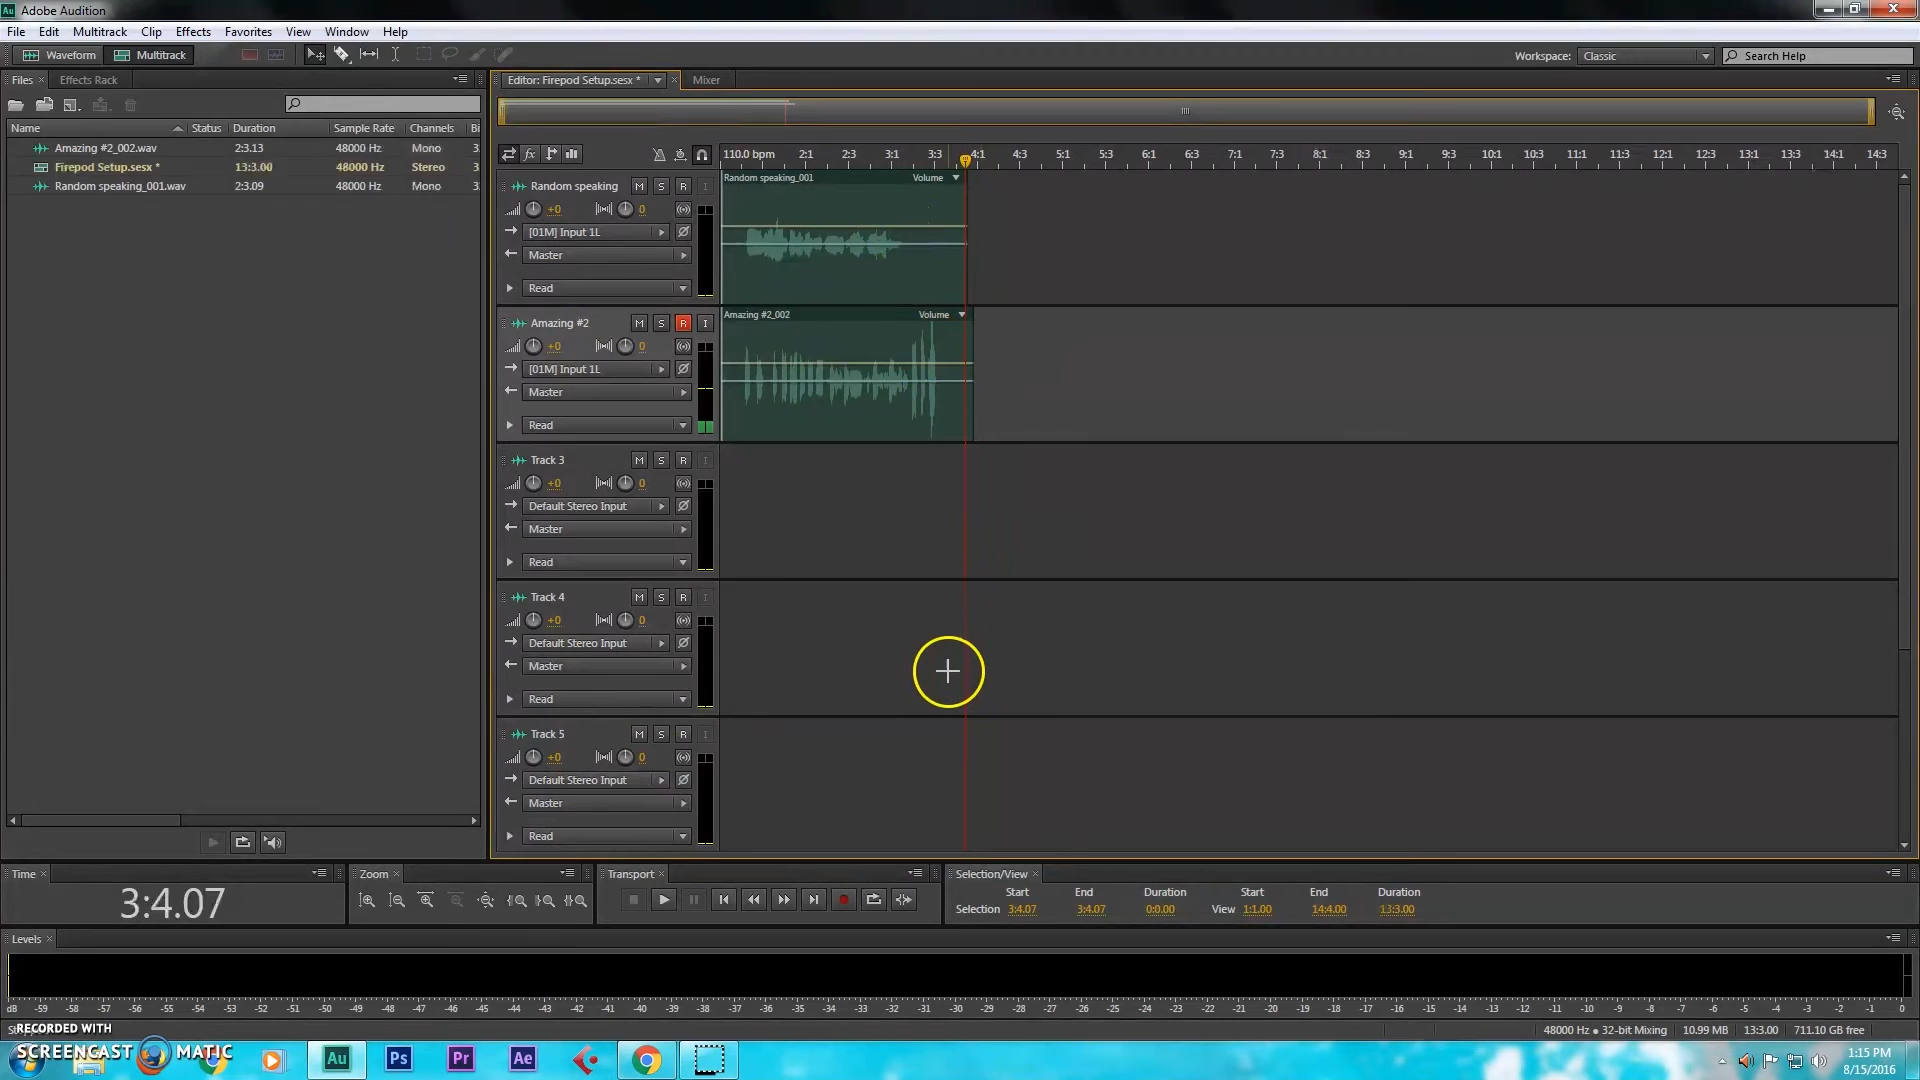 Au Adobe Audition
File Edit Multitrack Clip Effects Favorites View Window Help
Waveform Multitrack Workspace: Classic Search Help
Files Effects Rack
Editor: Firepod Setup.sesx * Mixer
Name Status Duration Sample Rate Channels Bi
Amazing #2_002.wav 2:3.13 48000 Hz Mono 3
Firepod Setup.sesx * 13:3.00 48000 Hz Stereo 3
Random speaking_001.wav 2:3.09 48000 Hz Mono 3
fx 110.0 bpm 2:1 2:3 3:1 3:3 4:1 4:3 5:1 5:3 6:1 6:3 7:1 7:3 8:1 8:3 9:1 9:3 10:1 10:3 11:1 11:3 12:1 12:3 13:1 13:3 14:1 14:3
Random speaking M S R I
+0 0
[01M] Input 1L
Master
Read
Random speaking_001 Volume
Amazing #2 M S R I
+0 0
[01M] Input 1L
Master
Read
Amazing #2_002 Volume
Track 3 M S R I
+0 0
Default Stereo Input
Master
Read
Track 4 M S R I
+0 0
Default Stereo Input
Master
Read
Track 5 M S R I
+0 0
Default Stereo Input
Master
Read
Time Zoom Transport Selection/View
3:4.07
Start End Duration Start End Duration
Selection 3:4.07 3:4.07 0:0.00 View 1:1.00 14:4.00 13:3.00
Levels
dB -59 -58 -57 -56 -55 -54 -53 -52 -51 -50 -49 -48 -47 -46 -45 -44 -43 -42 -41 -40 -39 -38 -37 -36 -35 -34 -33 -32 -31 -30 -29 -28 -27 -26 -25 -24 -23 -22 -21 -20 -19 -18 -17 -16 -15 -14 -13 -12 -11 -10 -9 -8 -7 -6 -5 -4 -3 -2 -1 0
48000 Hz ● 32-bit Mixing 10.99 MB 13:3.00 711.10 GB free
RECORDED WITH
SCREENCAST MATIC
Au Ps Pr Ae
1:15 PM
8/15/2016